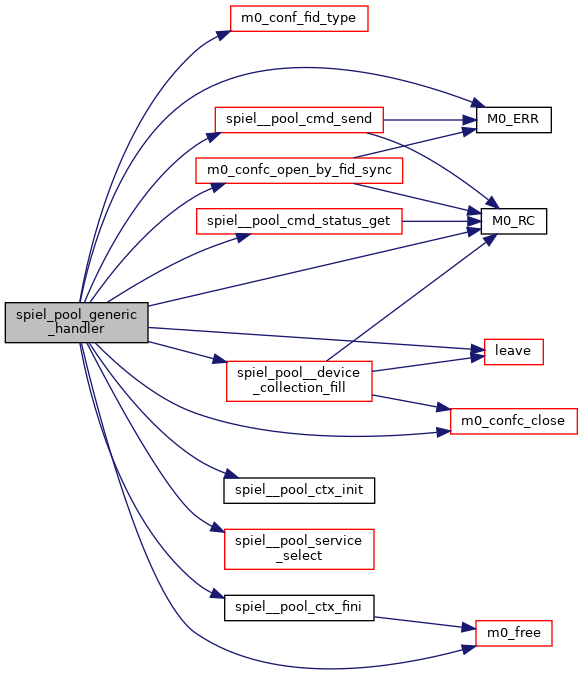 m0_conf_fid_type
spiel__pool_cmd_send
M0_ERR
m0_confc_open_by_fid_sync
spiel__pool_cmd_status_get
M0_RC
spiel_pool_generic
_handler
leave
spiel_pool__device
_collection_fill
m0_confc_close
spiel__pool_ctx_init
spiel__pool_service
_select
spiel__pool_ctx_fini
m0_free